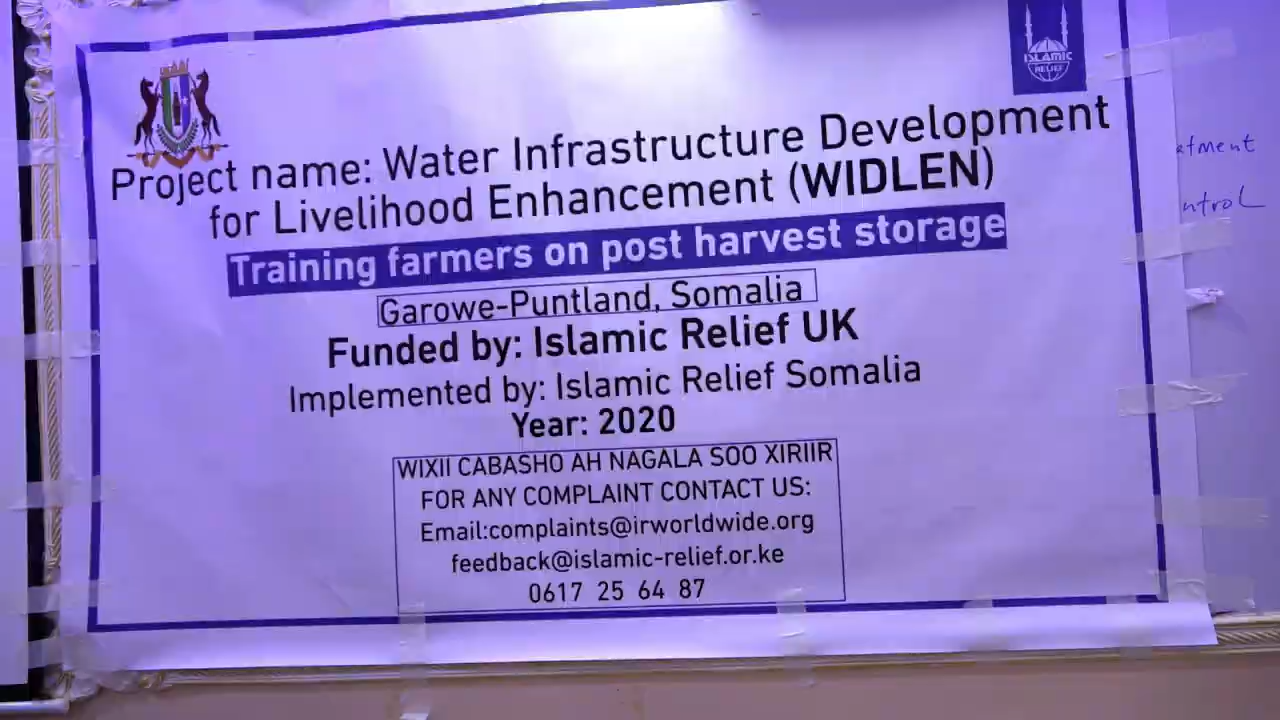 ISLAMIC
RELIEF
Project name: Water Infrastructure Development
for Livelihood Enhancement (WIDLEN)
Training farmers on post harvest storage
Garowe-Puntland, Somalia
Funded by: Islamic Relief UK
Implemented by: Islamic Relief Somalia
Year: 2020
WIXII CABASHO AH NAGALA SOO XIRIIR
FOR ANY COMPLAINT CONTACT US:
Email:complaints@irworldwide.org
feedback@islamic-relief.or.ke
0617 25 64 87